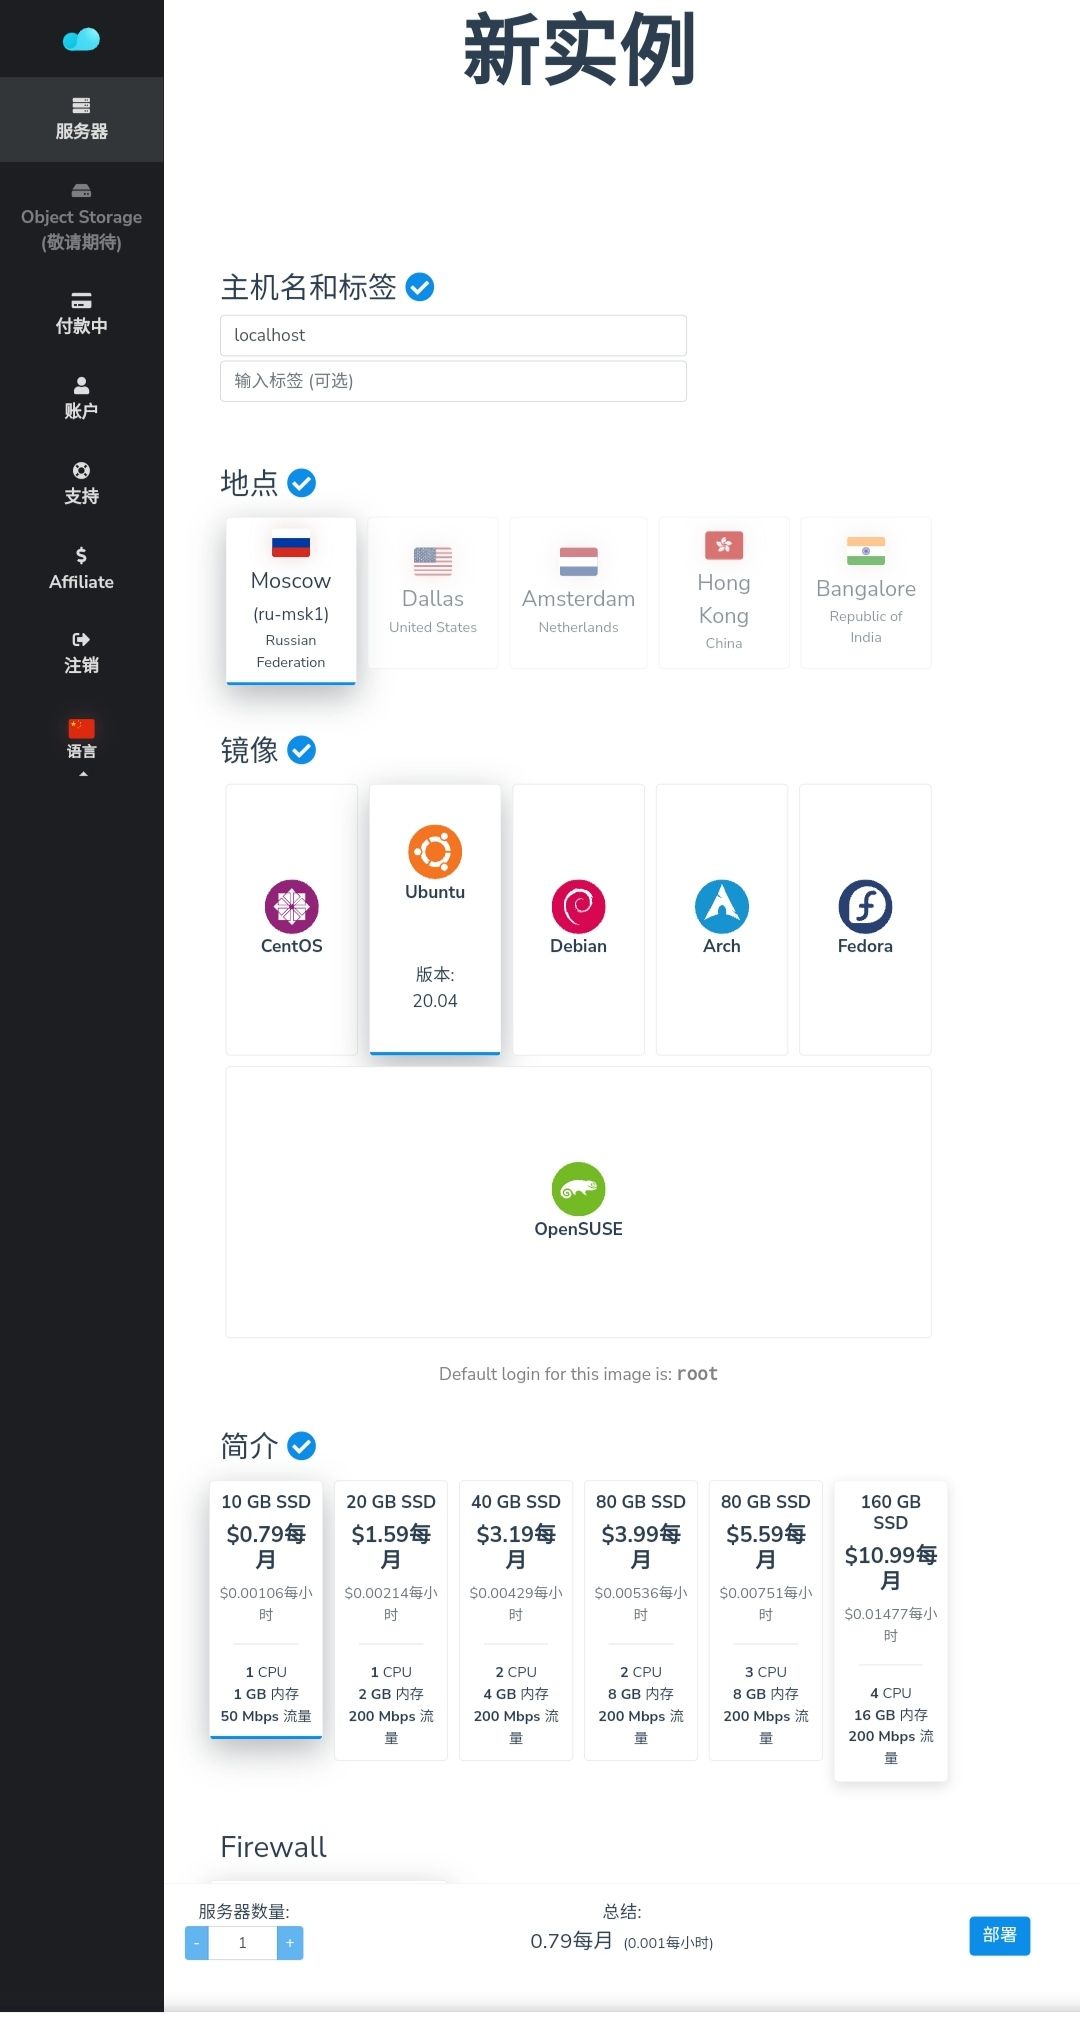 新实例
服务器
Object Storage
(敬请期待)
付款中
账户
支持
Affiliate
注销
语言
主机名和标签
localhost
输入标签 (可选)
地点
Moscow
(ru-msk1)
Russian
Federation
Dallas
United States
Amsterdam
Netherlands
Hong
Kong
China
Bangalore
Republic of
India
镜像
CentOS
Ubuntu
版本:
20.04
Debian
Arch
Fedora
OpenSUSE
Default login for this image is: root
简介
10 GB SSD
$0.79每
月
$0.00106每小
时
1 CPU
1 GB 内存
50 Mbps 流量
20 GB SSD
$1.59每
月
$0.00214每小
时
1 CPU
2 GB 内存
200 Mbps 流
量
40 GB SSD
$3.19每
月
$0.00429每小
时
2 CPU
4 GB 内存
200 Mbps 流
量
80 GB SSD
$3.99每
月
$0.00536每小
时
2 CPU
8 GB 内存
200 Mbps 流
量
80 GB SSD
$5.59每
月
$0.00751每小
时
3 CPU
8 GB 内存
200 Mbps 流
量
160 GB
SSD
$10.99每
月
$0.01477每小
时
4 CPU
16 GB 内存
200 Mbps 流
量
Firewall
服务器数量:
- 1 +
总结:
0.79每月 (0.001每小时)
部署